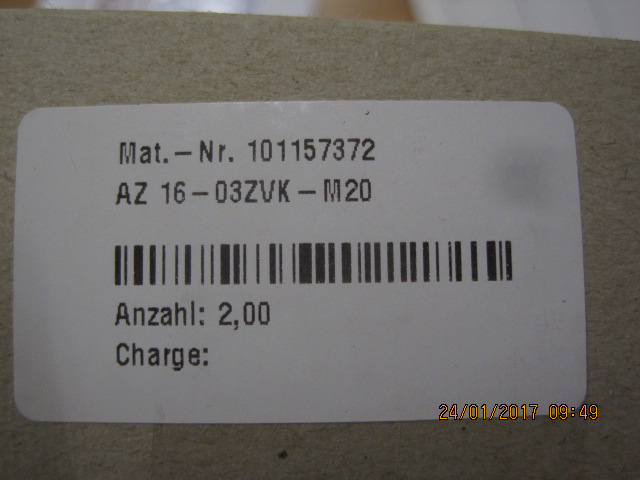 Mat.-Nr. 101157372
AZ 16-03ZVK-M20
Anzahl: 2,00
Charge:
24/01/2017 09:49